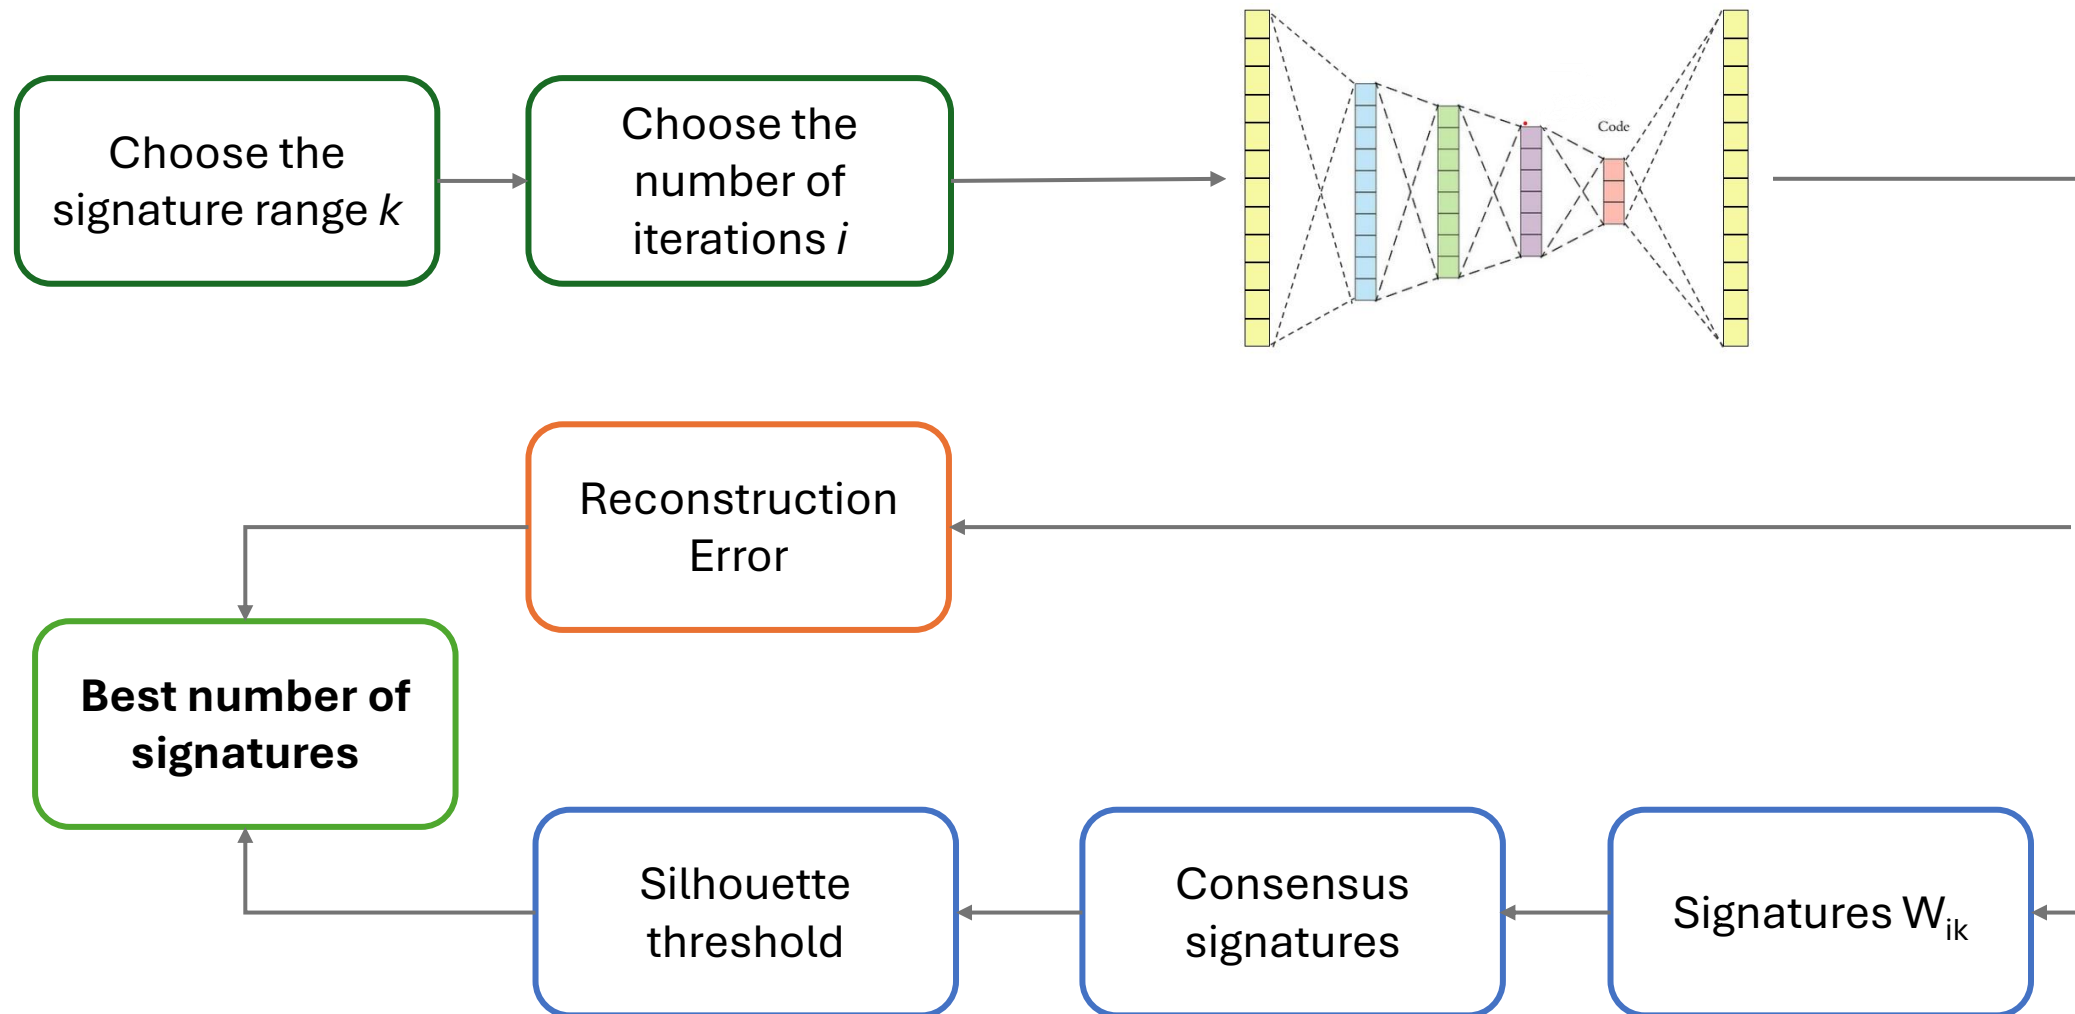 Choose the
signature range k
Choose the
number of
iterations i
Code
Reconstruction
Error
Best number of
signatures
Silhouette
threshold
Consensus
signatures
Signatures W_ik